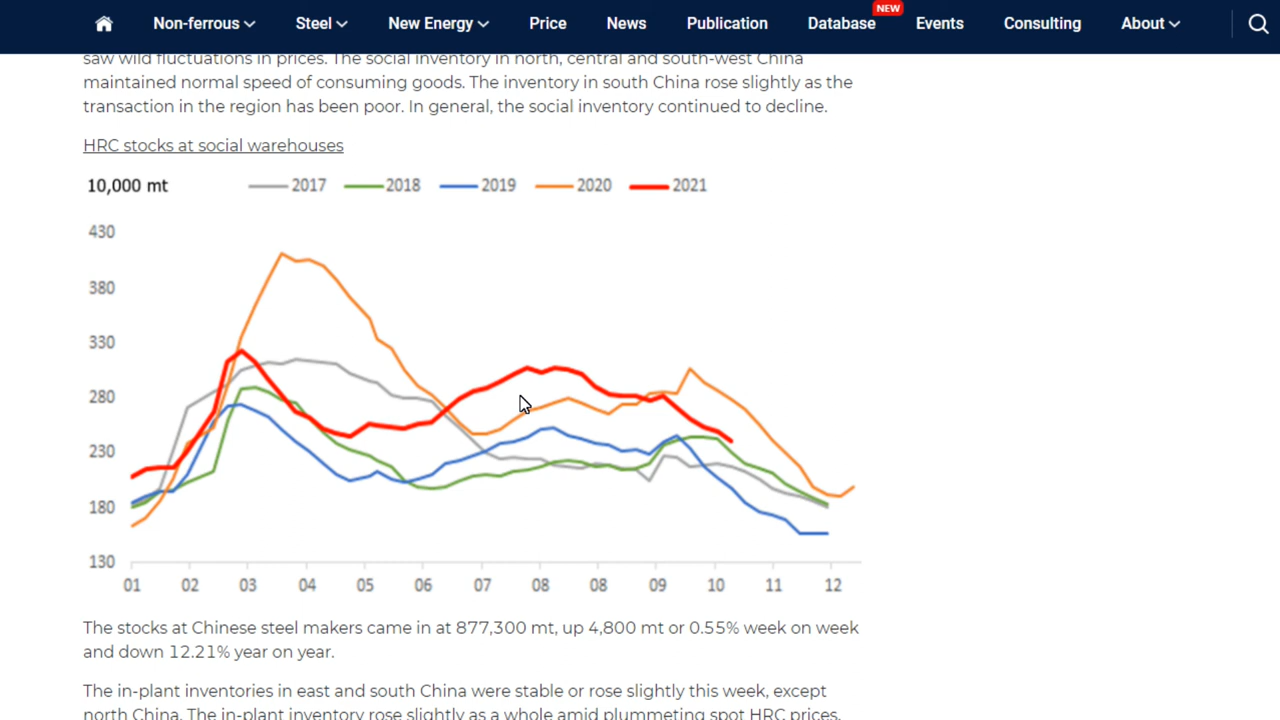 Non-ferrous Steel New Energy Price News Publication Database NEW Events Consulting About
saw wild fluctuations in prices. The social inventory in north, central and south-west China
maintained normal speed of consuming goods. The inventory in south China rose slightly as the
transaction in the region has been poor. In general, the social inventory continued to decline.
HRC stocks at social warehouses
10,000 mt 2017 2018 2019 2020 2021
430
380
330
280
230
180
130
01 02 03 04 05 06 07 08 08 09 10 11 12
The stocks at Chinese steel makers came in at 877,300 mt, up 4,800 mt or 0.55% week on week
and down 12.21% year on year.
The in-plant inventories in east and south China were stable or rose slightly this week, except
north China. The in-plant inventory rose slightly as a whole amid plummeting spot HRC prices.